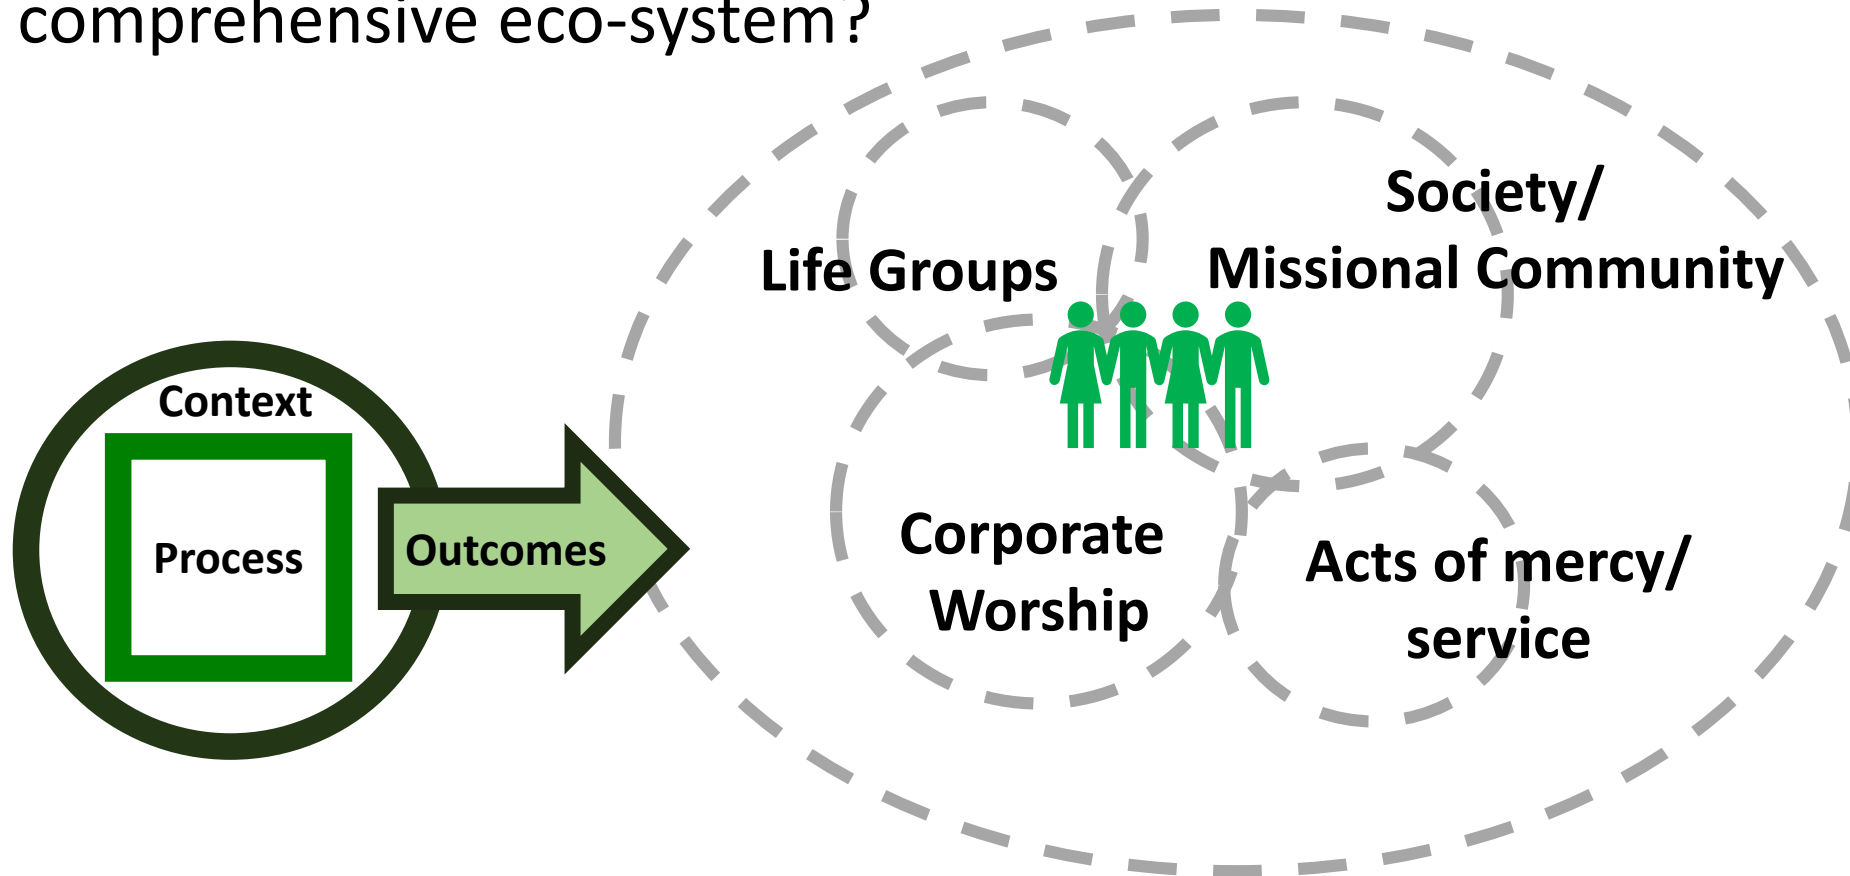 comprehensive eco-system?
Society/
Missional Community
Life Groups
Context
Process
Outcomes
Corporate
Worship
Acts of mercy/
service